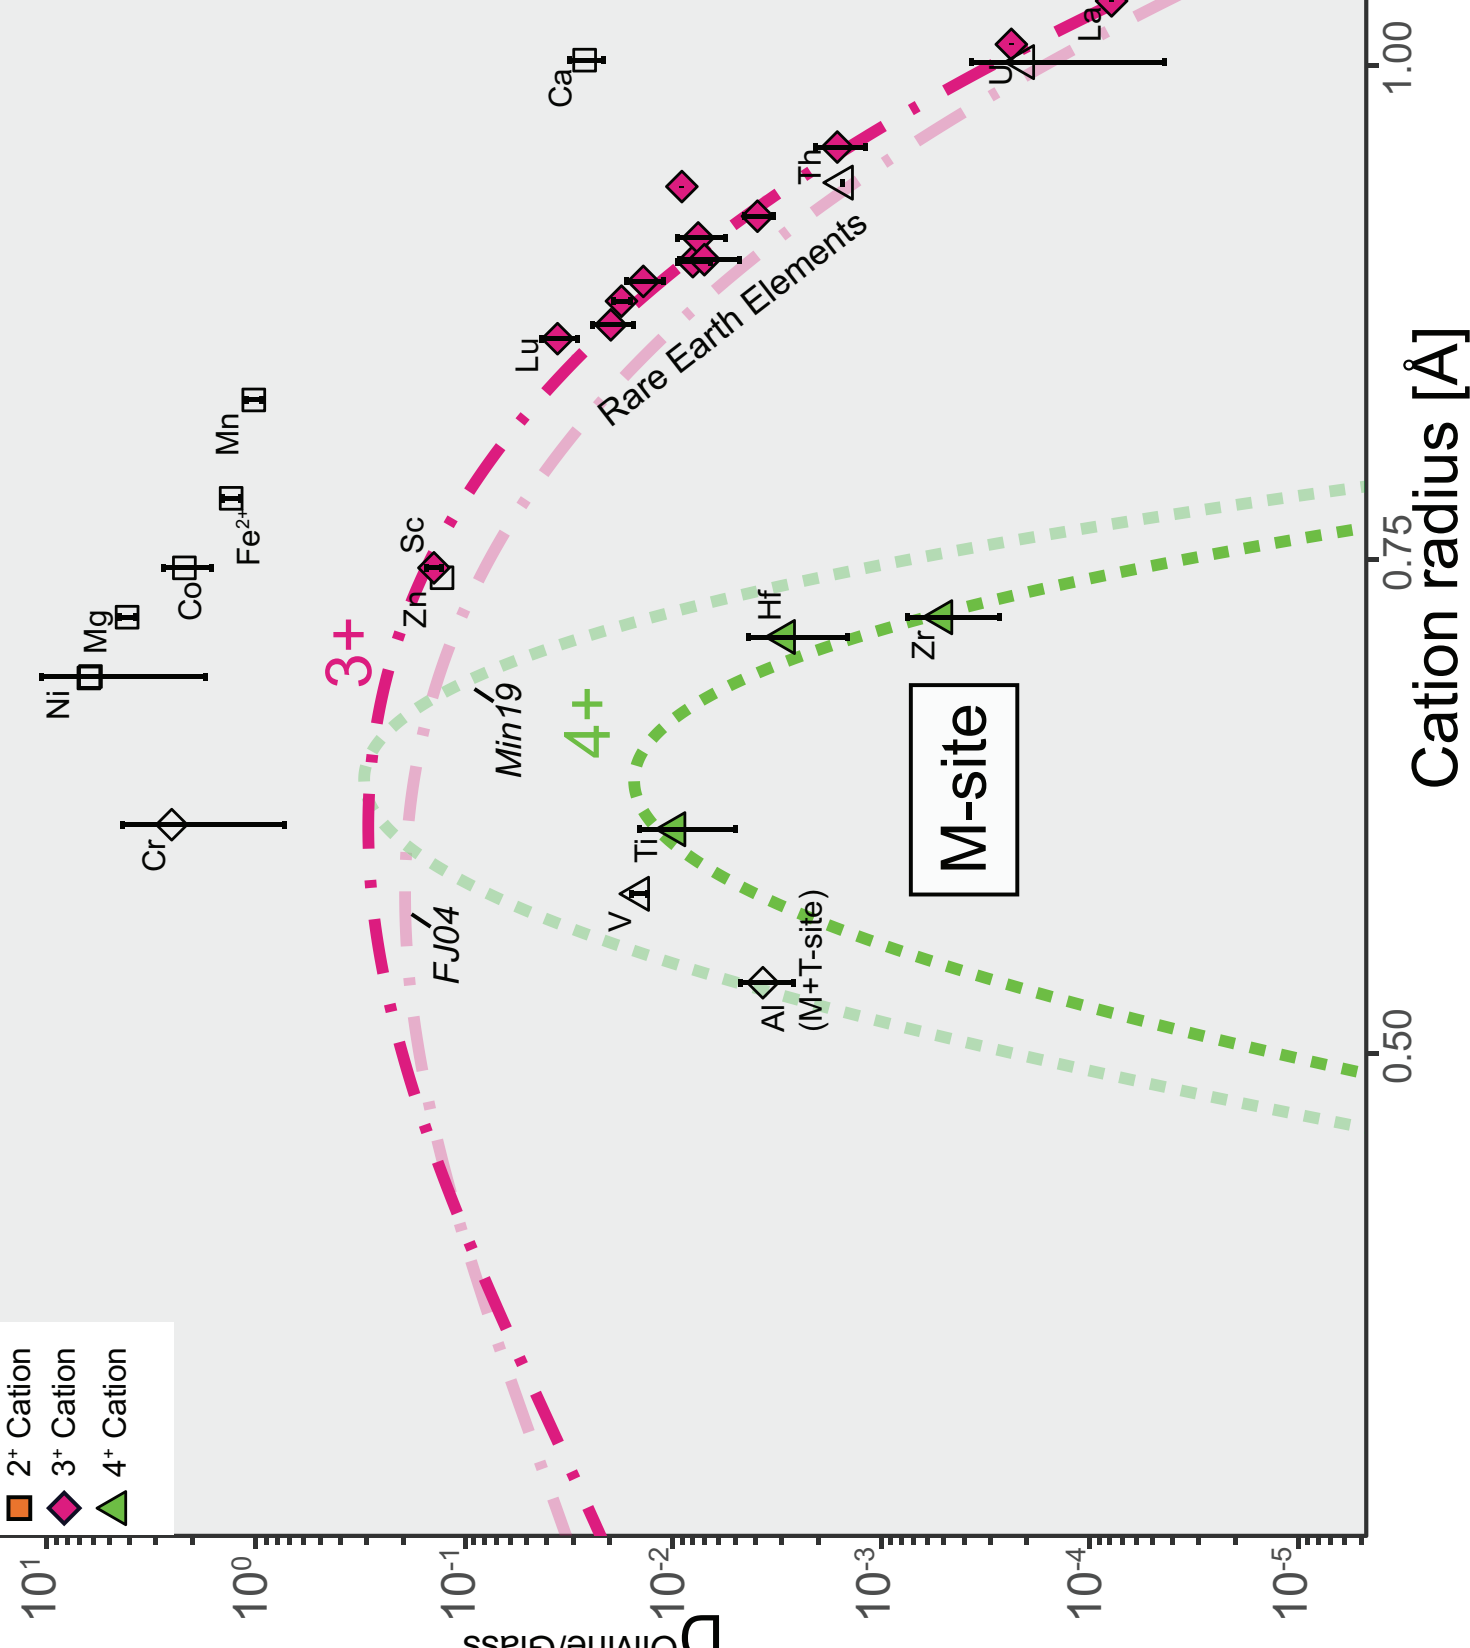 2+ Cation
3+ Cation
4+ Cation
10^1
10^0
10^-1
10^-2
10^-3
10^-4
10^-5
D
Olivine/Glass
Cr
Ni
Mg
Co
Fe2+
Mn
Ca
3+
Zn
Sc
Lu
Rare Earth Elements
Th
U
La
FJ04
Min19
4+
V
Ti
Hf
Zr
Al
(M+T-site)
M-site
0.50
0.75
1.00
Cation radius [Å]